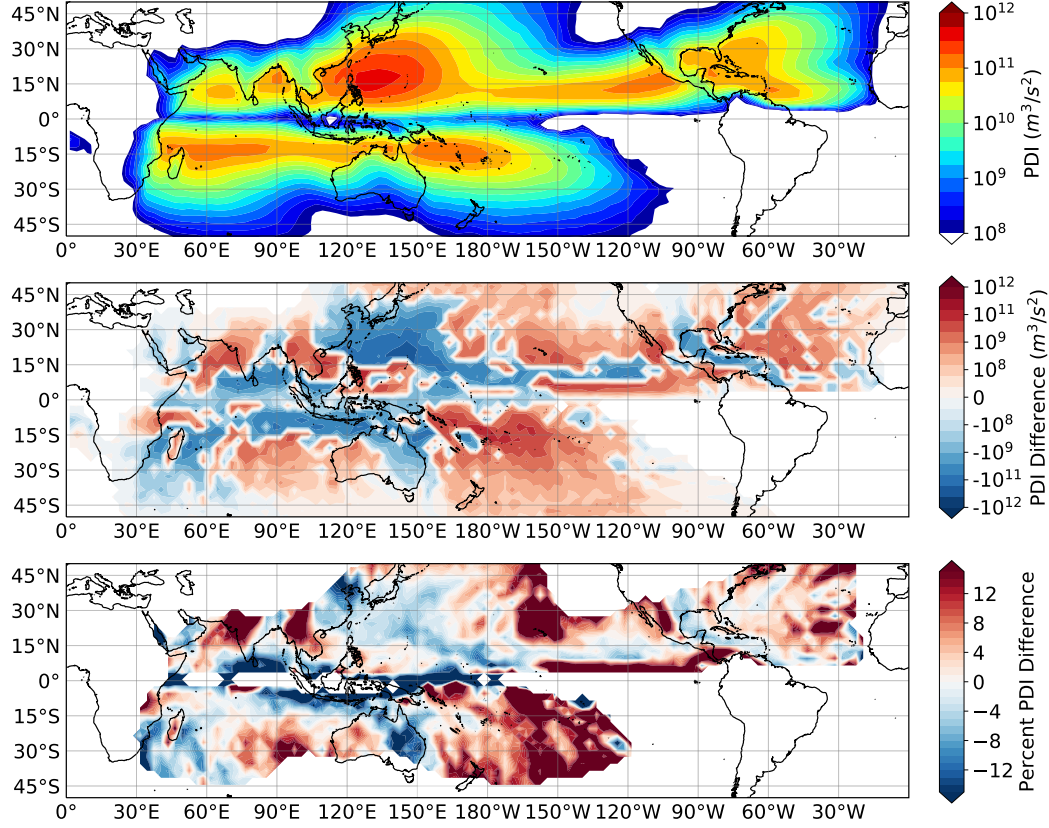 45°N
30°N
15°N
0°
15°S
30°S
45°S
0° 30°E 60°E 90°E 120°E 150°E 180°W 150°W 120°W 90°W 60°W 30°W
10¹²
10¹¹
10¹⁰
10⁹
10⁸
PDI (m³/s²)
45°N
30°N
15°N
0°
15°S
30°S
45°S
0° 30°E 60°E 90°E 120°E 150°E 180°W 150°W 120°W 90°W 60°W 30°W
10¹²
10¹¹
10⁹
10⁸
0
-10⁸
-10⁹
-10¹¹
-10¹²
PDI Difference (m³/s²)
45°N
30°N
15°N
0°
15°S
30°S
45°S
0° 30°E 60°E 90°E 120°E 150°E 180°W 150°W 120°W 90°W 60°W 30°W
12
8
4
0
−4
−8
−12
Percent PDI Difference